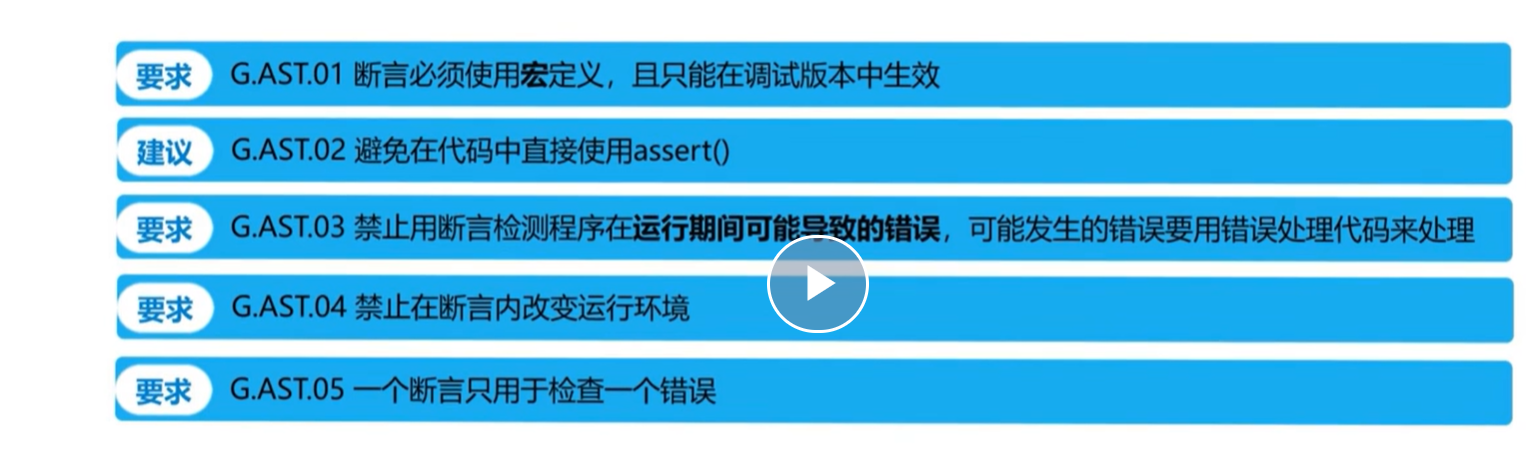 要求 G.AST.01 断言必须使用宏定义，且只能在调试版本中生效
建议 G.AST.02 避免在代码中直接使用assert()
要求 G.AST.03 禁止用断言检测程序在运行期间可能导致的错误，可能发生的错误要用错误处理代码来处理
要求 G.AST.04 禁止在断言内改变运行环境
要求 G.AST.05 一个断言只用于检查一个错误